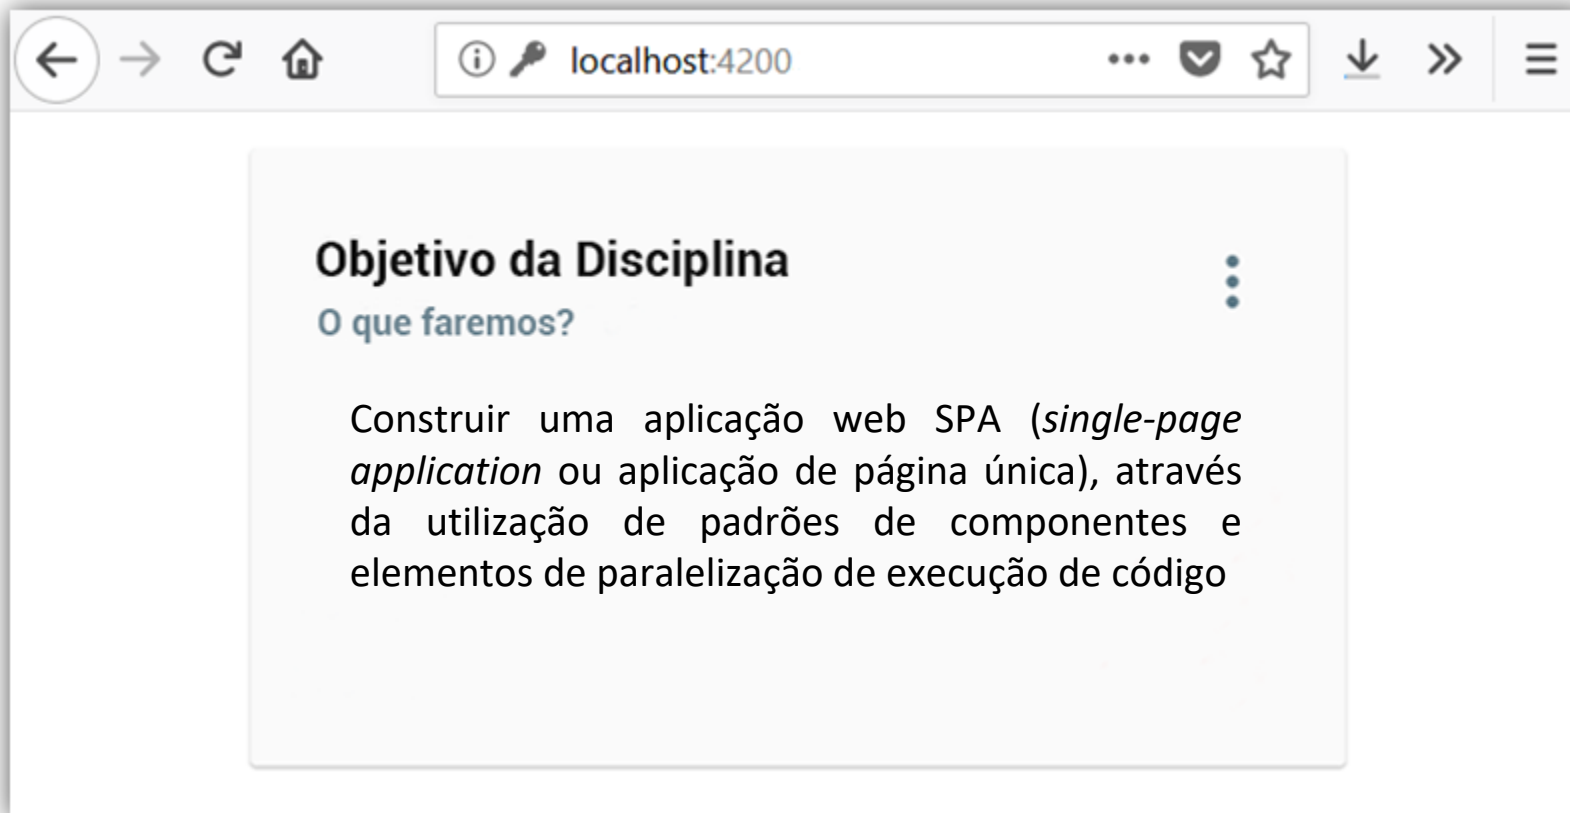 localhost:4200
Objetivo da Disciplina
O que faremos?
Construir uma aplicação web SPA (single-page
application ou aplicação de página única), através
da utilização de padrões de componentes e
elementos de paralelização de execução de código